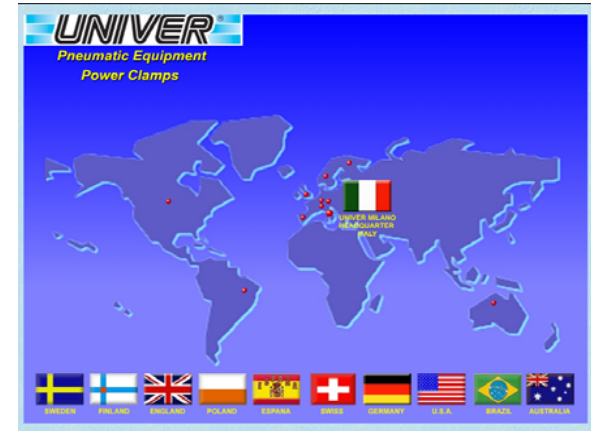 UNIVER®
Pneumatic Equipment
Power Clamps
UNIVER MILANO
HEADQUARTER
ITALY
SWEDEN FINLAND ENGLAND POLAND ESPANA SWISS GERMANY U.S.A. BRAZIL AUSTRALIA